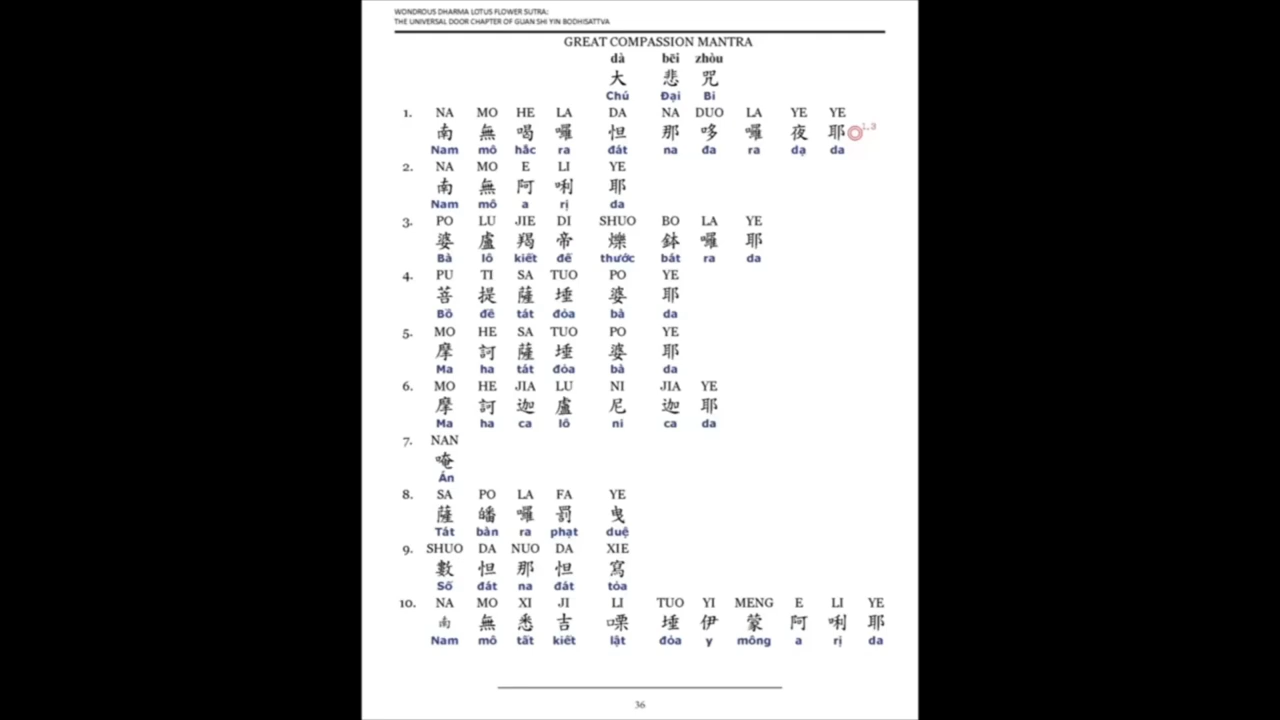 WONDROUS DHARMA LOTUS FLOWER SUTRA;
THE UNIVERSAL DOOR CHAPTER OF GUAN SHI YIN BODHISATTVA
GREAT COMPASSION MANTRA
dà bēi zhòu
大 悲 咒
Chú Đại Bi
1. NA MO HE LA DA NA DUO LA YE YE
南 無 喝 囉 怛 那 哆 囉 夜 耶 1,3
Nam mô hắc ra đát na đa ra dạ da
2. NA MO E LI YE
南 無 阿 唎 耶
Nam mô a rị da
3. PO LU JIE DI SHUO BO LA YE
婆 盧 羯 帝 爍 鉢 囉 耶
Bà lô kiết đế thước bát ra da
4. PU TI SA TUO PO YE
菩 提 薩 埵 婆 耶
Bồ đề tát đỏa bà da
5. MO HE SA TUO PO YE
摩 訶 薩 埵 婆 耶
Ma ha tát đỏa bà da
6. MO HE JIA LU NI JIA YE
摩 訶 迦 盧 尼 迦 耶
Ma ha ca lô ni ca da
7. NAN
唵
Án
8. SA PO LA FA YE
薩 皤 囉 罰 曳
Tát bàn ra phạt duệ
9. SHUO DA NUO DA XIE
數 怛 那 怛 寫
Số đát na đát tỏa
10. NA MO XI JI LI TUO YI MENG E LI YE
南 無 悉 吉 嘌 埵 伊 蒙 阿 唎 耶
Nam mô tất kiết lật đỏa y mông a rị da
36